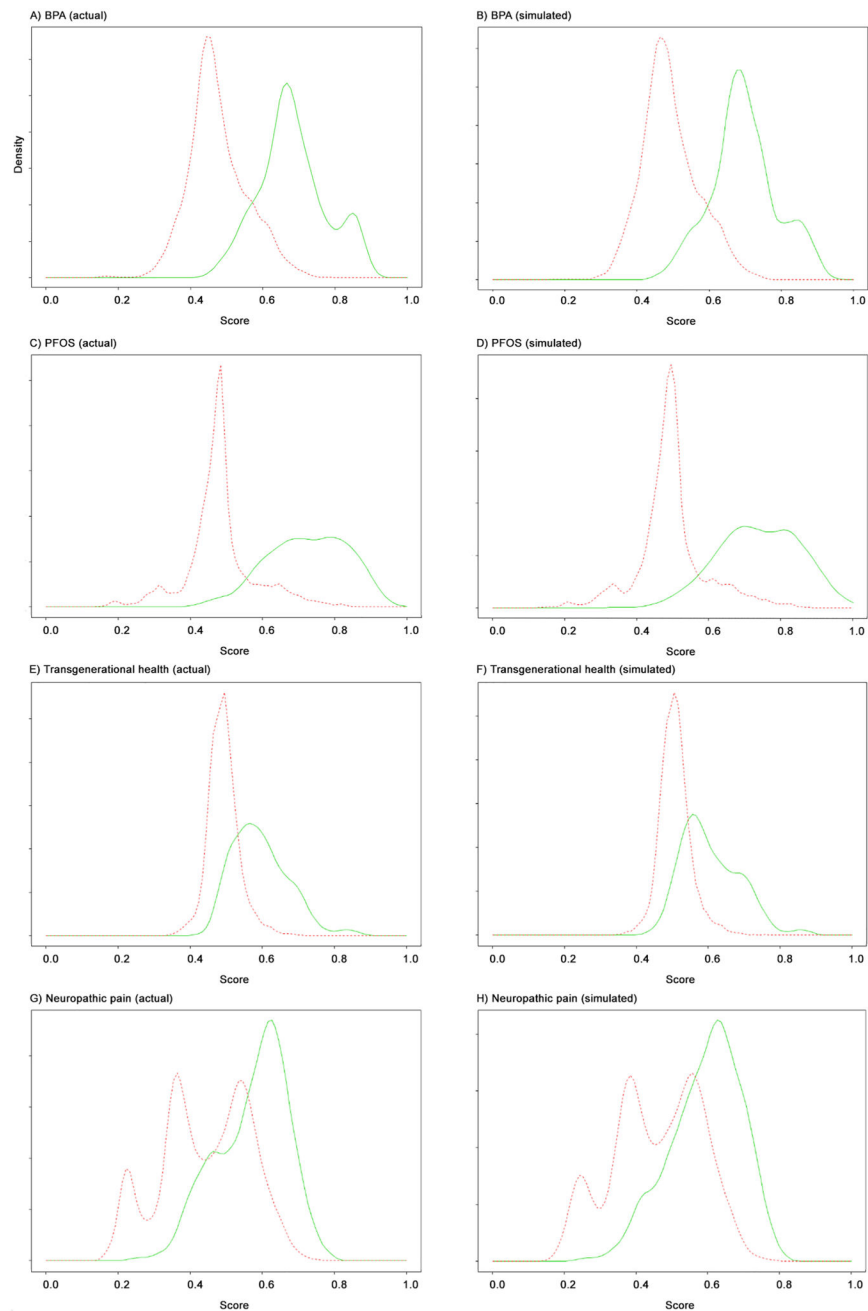 A) BPA (actual)
B) BPA (simulated)
Density
0.0 0.2 0.4 0.6 0.8 1.0
0.0 0.2 0.4 0.6 0.8 1.0
Score
Score
C) PFOS (actual)
D) PFOS (simulated)
0.0 0.2 0.4 0.6 0.8 1.0
0.0 0.2 0.4 0.6 0.8 1.0
Score
Score
E) Transgenerational health (actual)
F) Transgenerational health (simulated)
0.0 0.2 0.4 0.6 0.8 1.0
0.0 0.2 0.4 0.6 0.8 1.0
Score
Score
G) Neuropathic pain (actual)
H) Neuropathic pain (simulated)
0.0 0.2 0.4 0.6 0.8 1.0
0.0 0.2 0.4 0.6 0.8 1.0
Score
Score